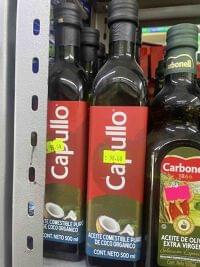 Capullo
ACEITE COMESTIBLE PURO
DE COCO ORGÁNICO
CONT. NETO 500 ml
Capullo
ACEITE COMESTIBLE PURO
DE COCO ORGÁNICO
CONT. NETO 500 ml
Carbonell
Carbonell
1866
ACEITE DE OLIVA
EXTRA VIRGEN